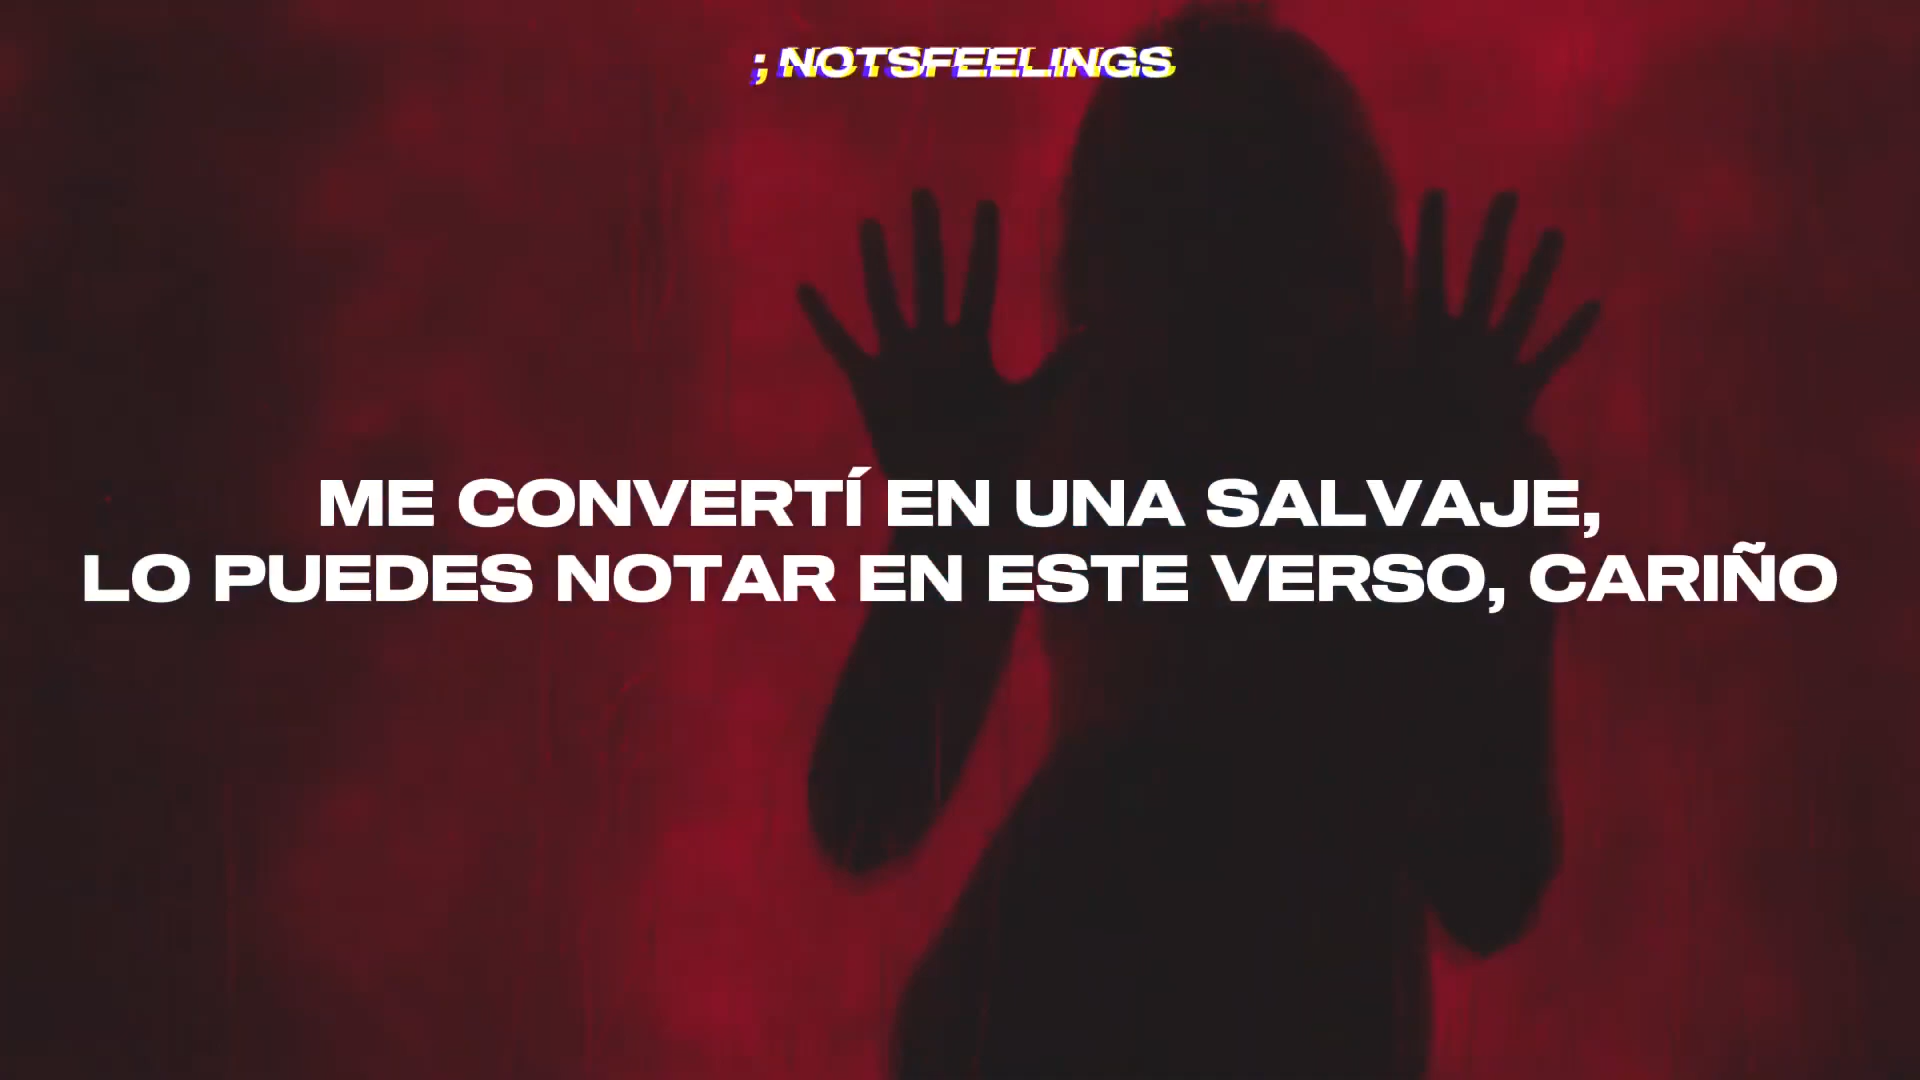 ; NOTSFEELINGS
ME CONVERTÍ EN UNA SALVAJE,
LO PUEDES NOTAR EN ESTE VERSO, CARIÑO